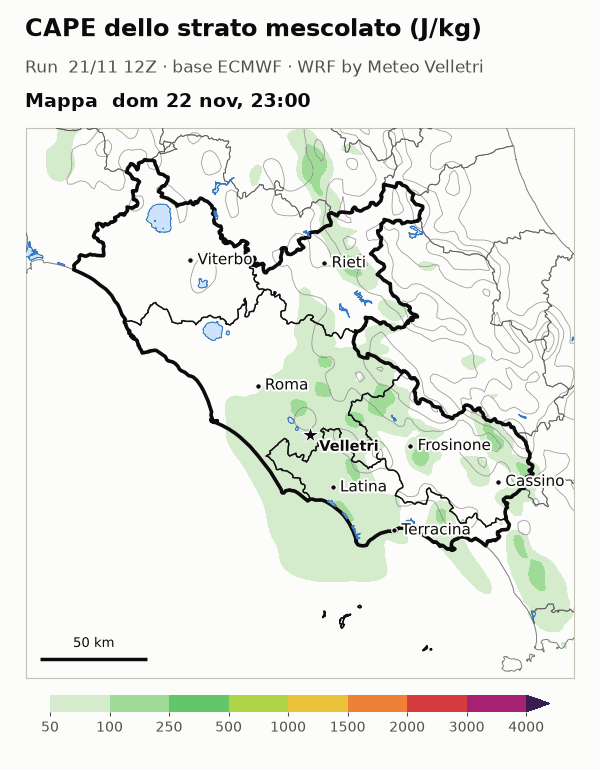 CAPE dello strato mescolato (J/kg)
Run 21/11 12Z · base ECMWF · WRF by Meteo Velletri
Mappa dom 22 nov, 23:00
Viterbo
Rieti
Roma
Velletri
Frosinone
Latina
Cassino
Terracina
50 km
50 100 250 500 1000 1500 2000 3000 4000